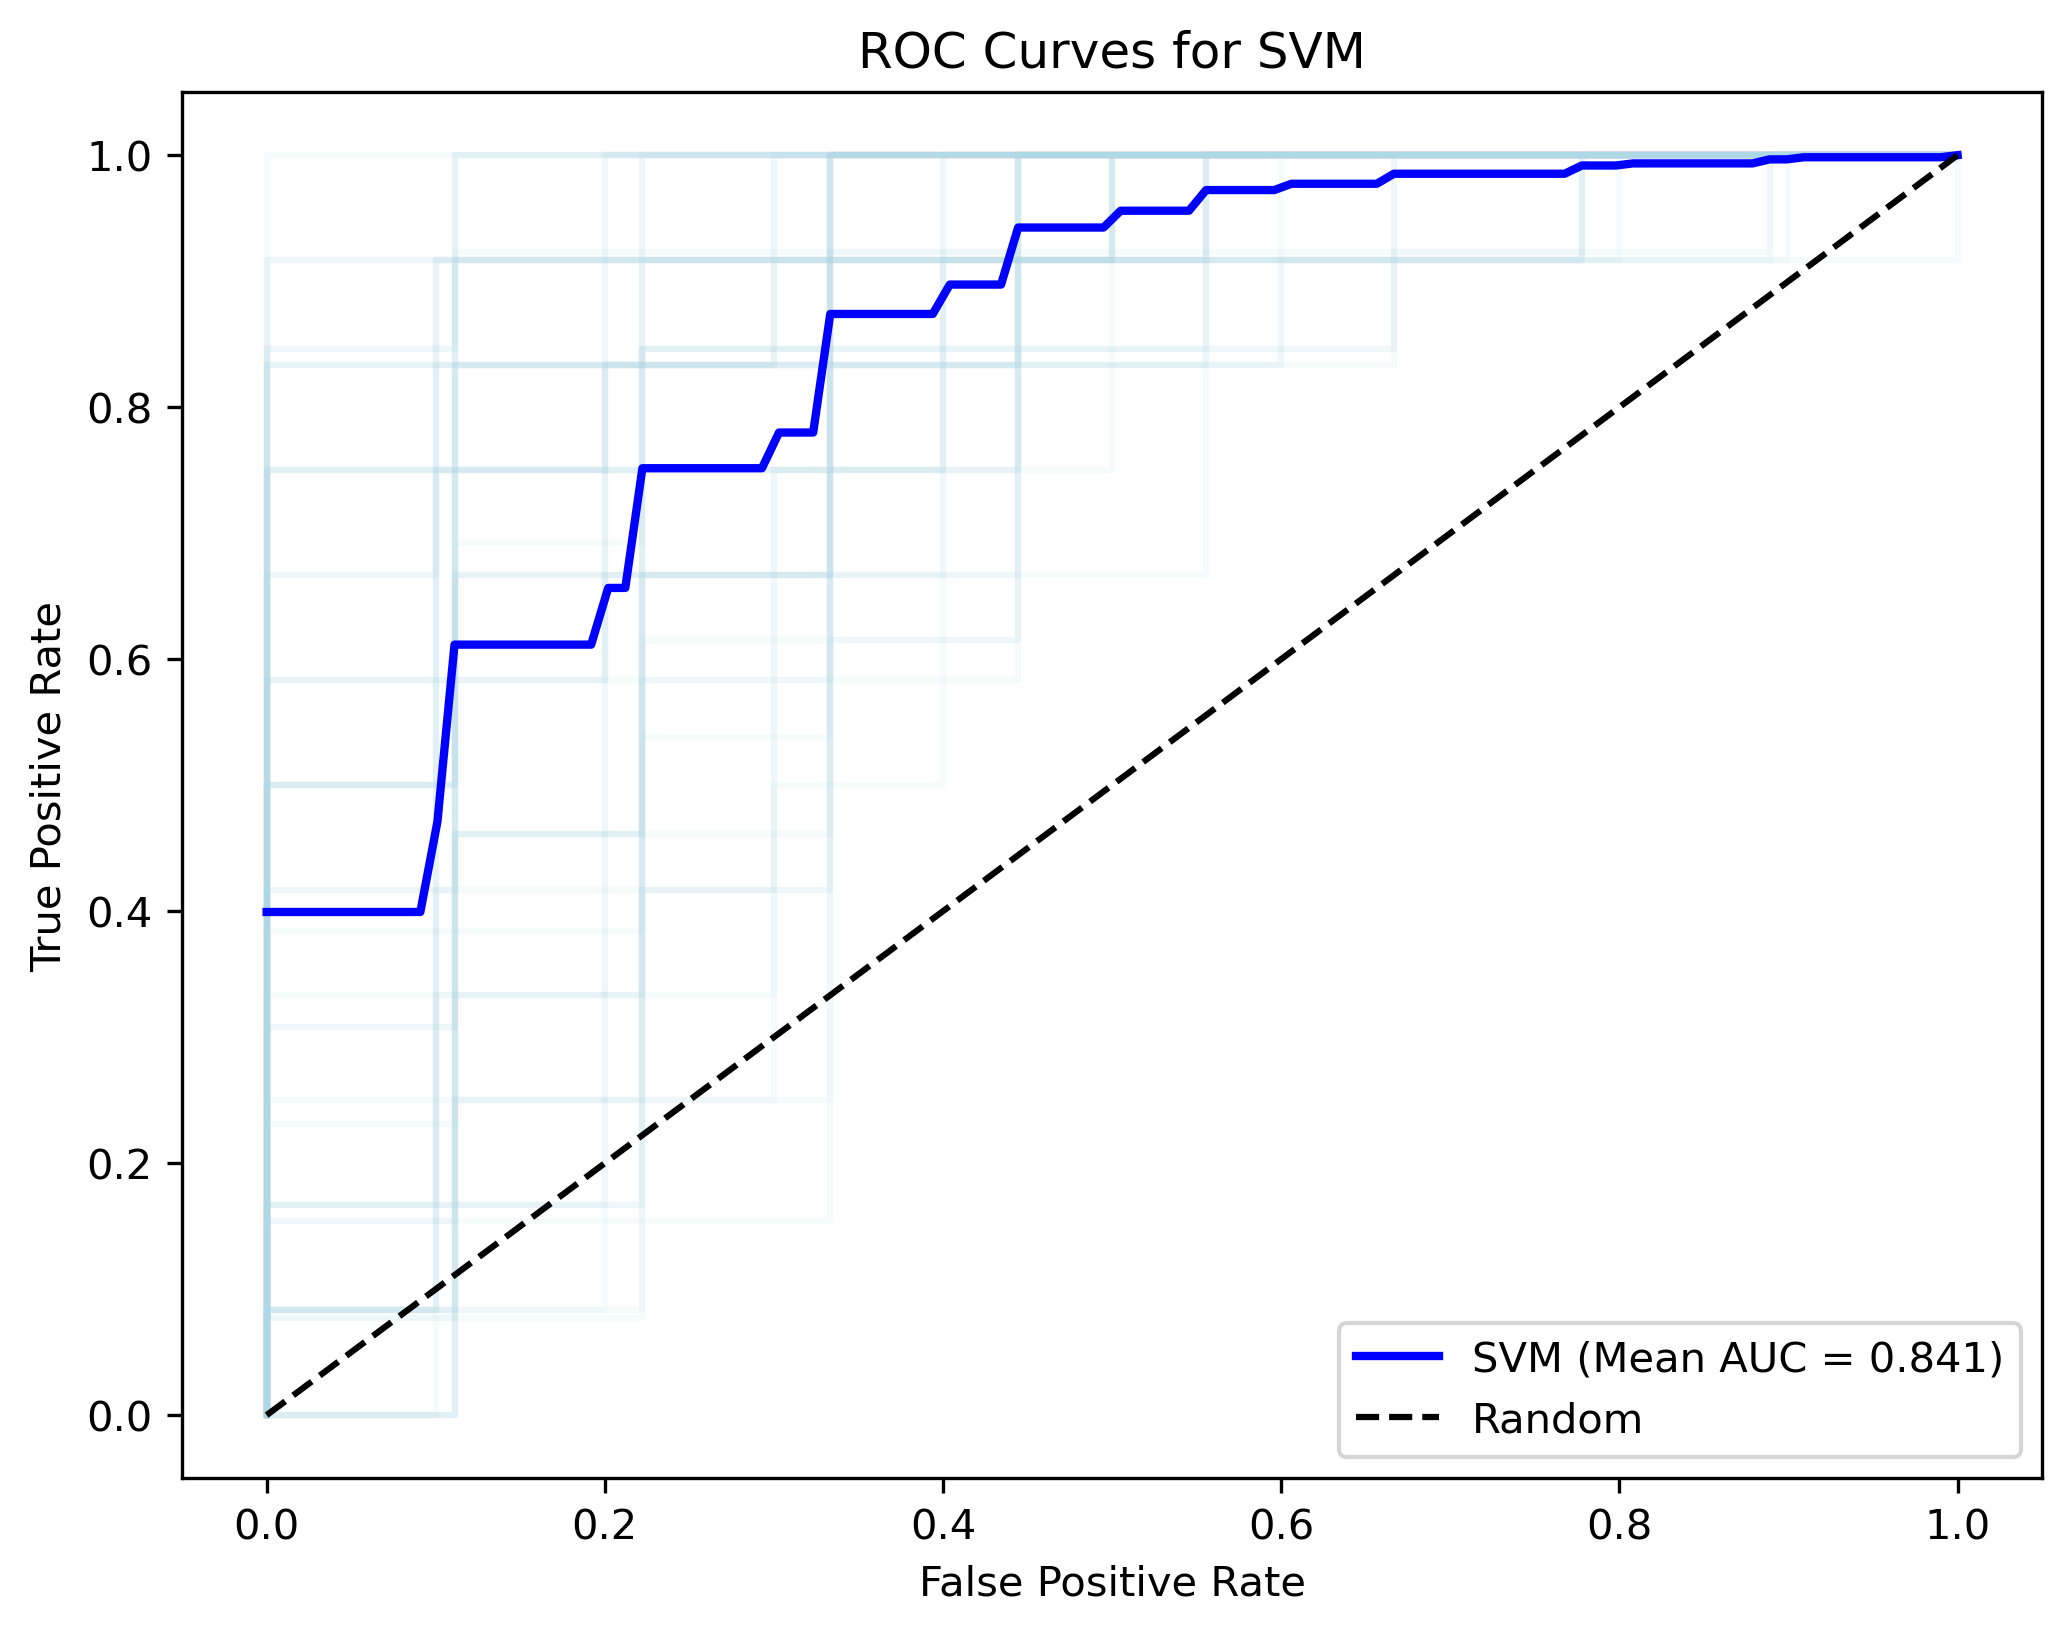 ROC Curves for SVM
1.0
0.8
0.6
0.4
0.2
0.0
True Positive Rate
0.0 0.2 0.4 0.6 0.8 1.0
False Positive Rate
SVM (Mean AUC = 0.841)
Random